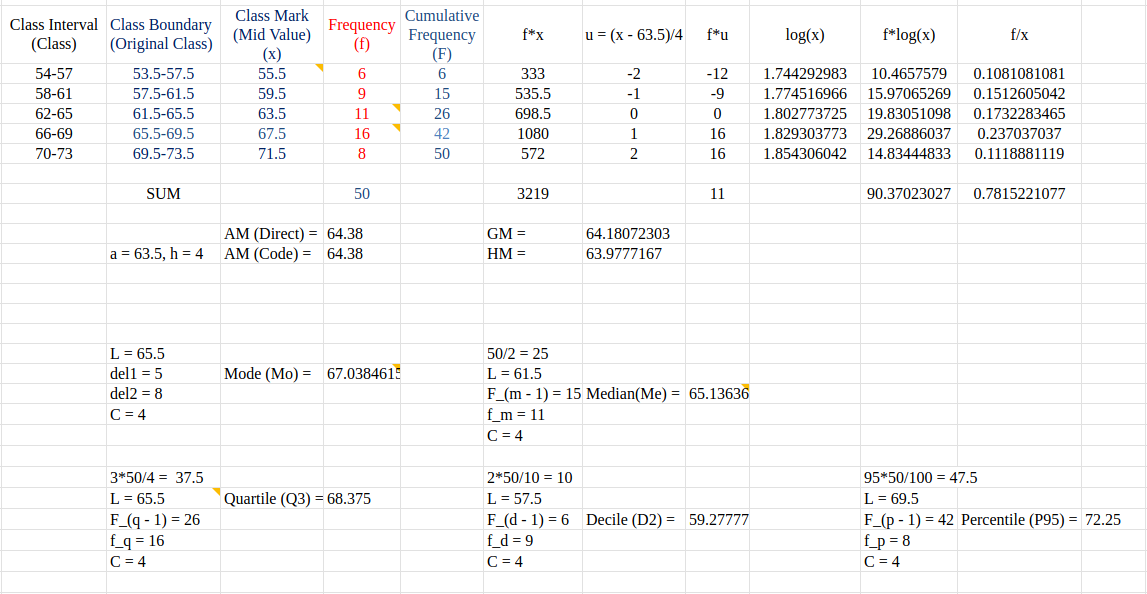 Class Interval (Class) Class Boundary (Original Class) Class Mark (Mid Value) (x) Frequency (f) Cumulative Frequency (F) f*x u = (x - 63.5)/4 f*u log(x) f*log(x) f/x
54-57 53.5-57.5 55.5 6 6 333 -2 -12 1.744292983 10.4657579 0.1081081081
58-61 57.5-61.5 59.5 9 15 535.5 -1 -9 1.774516966 15.97065269 0.1512605042
62-65 61.5-65.5 63.5 11 26 698.5 0 0 1.802773725 19.83051098 0.1732283465
66-69 65.5-69.5 67.5 16 42 1080 1 16 1.829303773 29.26886037 0.237037037
70-73 69.5-73.5 71.5 8 50 572 2 16 1.854306042 14.83444833 0.1118881119
SUM 50 3219 11 90.37023027 0.7815221077
AM (Direct) = 64.38 GM = 64.18072303
a = 63.5, h = 4 AM (Code) = 64.38 HM = 63.9777167
L = 65.5 50/2 = 25
del1 = 5 Mode (Mo) = 67.0384615 L = 61.5
del2 = 8 F_(m - 1) = 15 Median(Me) = 65.13636
C = 4 f_m = 11
C = 4
3*50/4 = 37.5 2*50/10 = 10 95*50/100 = 47.5
L = 65.5 Quartile (Q3) = 68.375 L = 57.5 L = 69.5
F_(q - 1) = 26 F_(d - 1) = 6 Decile (D2) = 59.27777 F_(p - 1) = 42 Percentile (P95) = 72.25
f_q = 16 f_d = 9 f_p = 8
C = 4 C = 4 C = 4